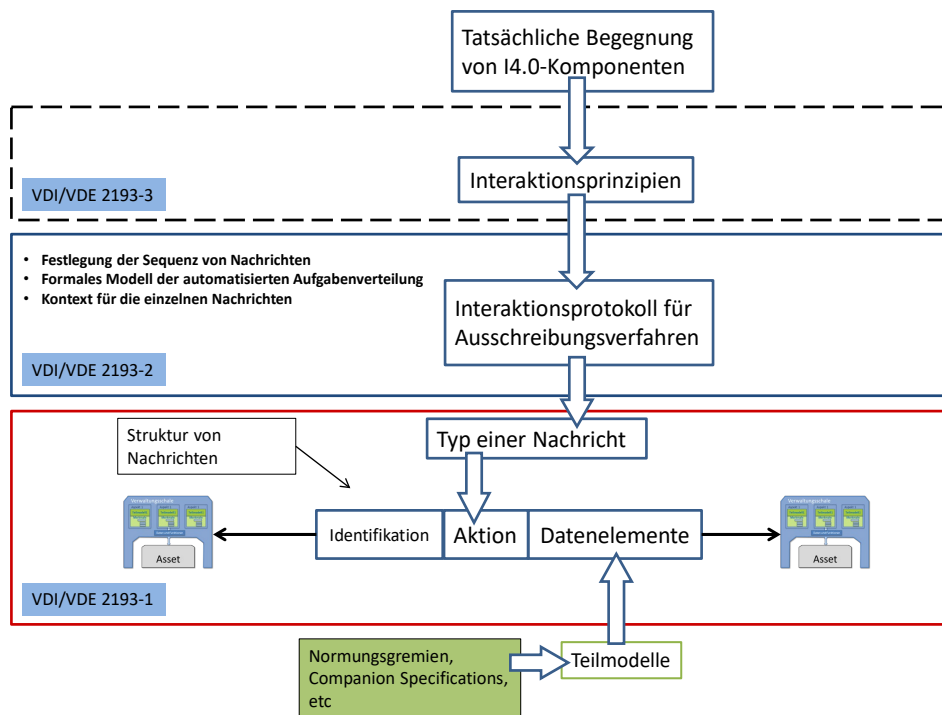 Tatsächliche Begegnung
von I4.0-Komponenten
Interaktionsprinzipien
VDI/VDE 2193-3
• Festlegung der Sequenz von Nachrichten
• Formales Modell der automatisierten Aufgabenverteilung
• Kontext für die einzelnen Nachrichten
Interaktionsprotokoll für
Ausschreibungsverfahren
VDI/VDE 2193-2
Struktur von
Nachrichten
Typ einer Nachricht
Verwaltungsschale
Asset
Identifikation
Aktion
Datenelemente
Verwaltungsschale
Asset
VDI/VDE 2193-1
Normungsgremien,
Companion Specifications,
etc
Teilmodelle